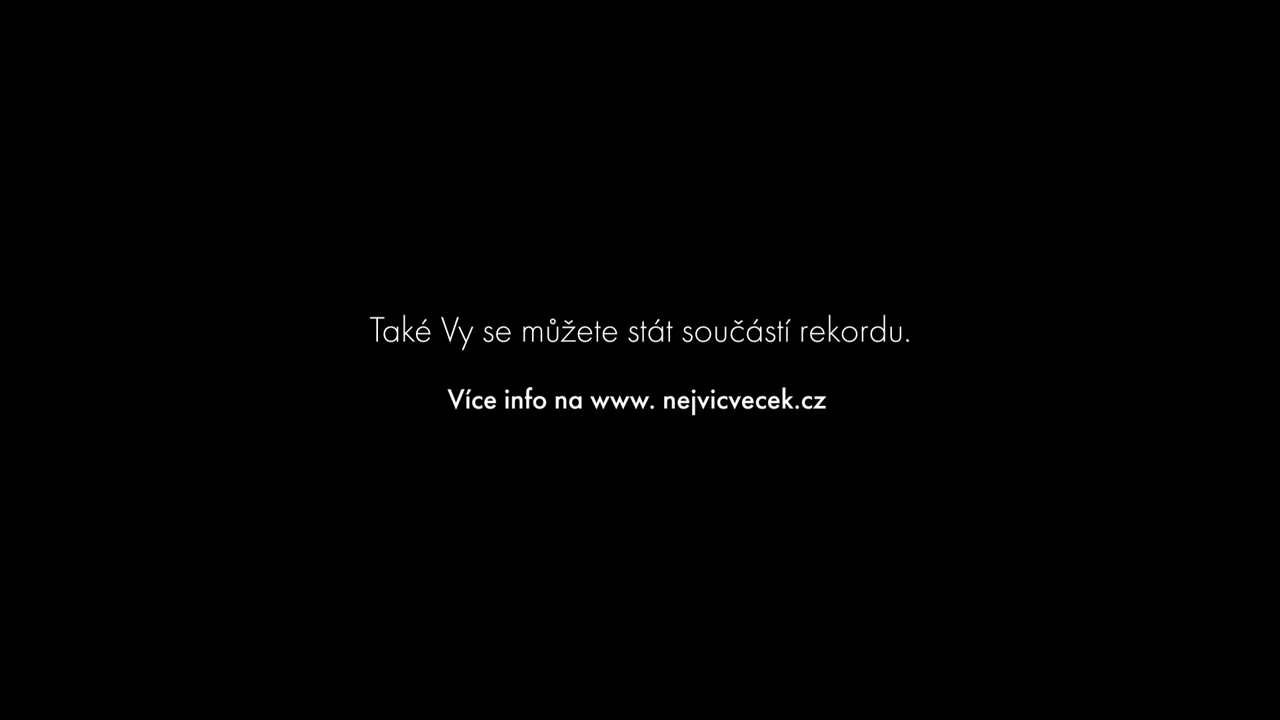 Také Vy se můžete stát součástí rekordu.
Více info na www. nejvicvecek.cz